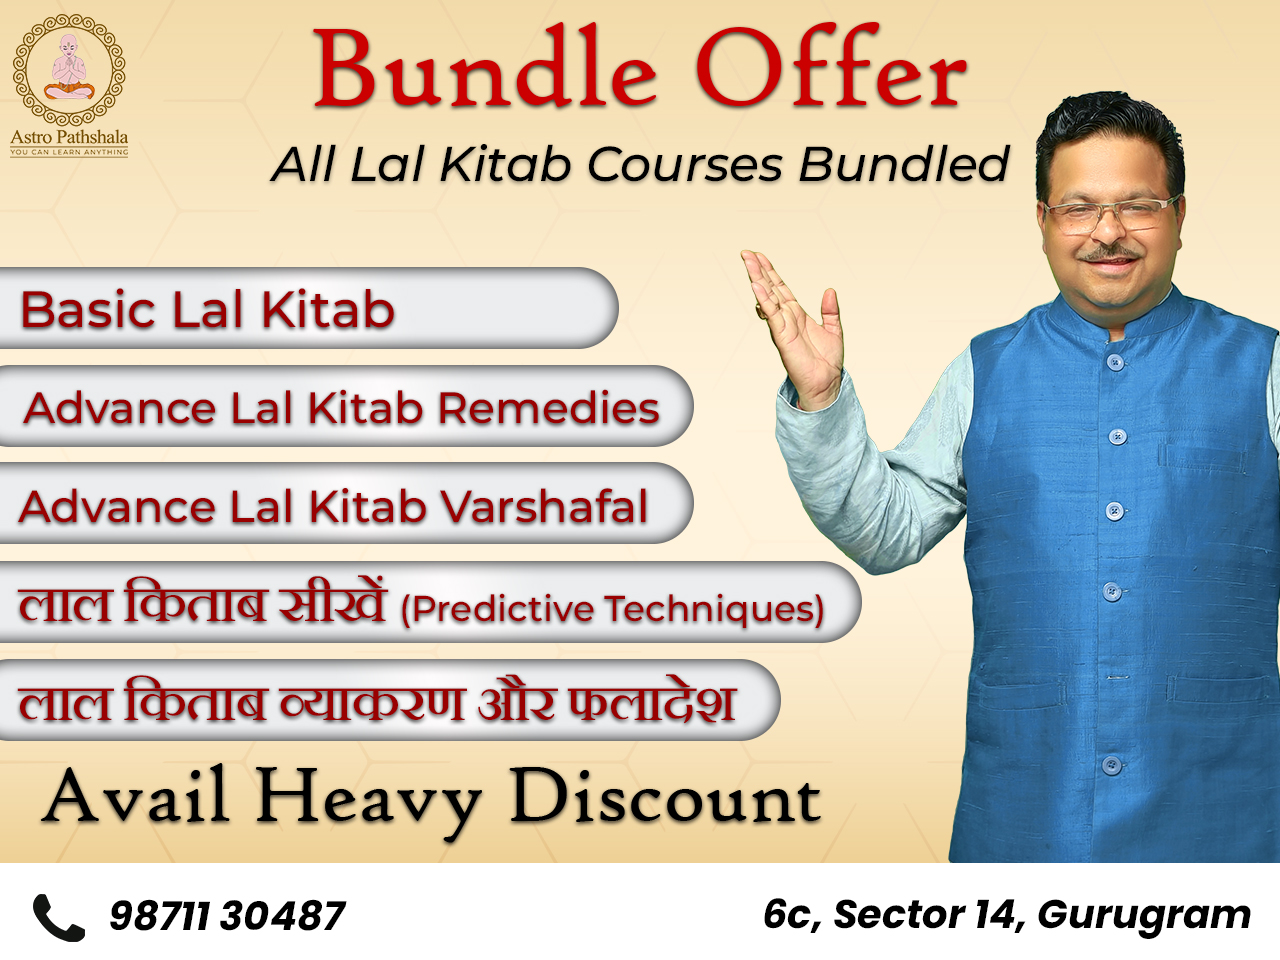 Astro Pathshala
YOU CAN LEARN ANYTHING
Bundle Offer
All Lal Kitab Courses Bundled
Basic Lal Kitab
Advance Lal Kitab Remedies
Advance Lal Kitab Varshafal
लाल किताब सीखें (Predictive Techniques)
लाल किताब व्याकरण और फलादेश
Avail Heavy Discount
98711 30487
6c, Sector 14, Gurugram